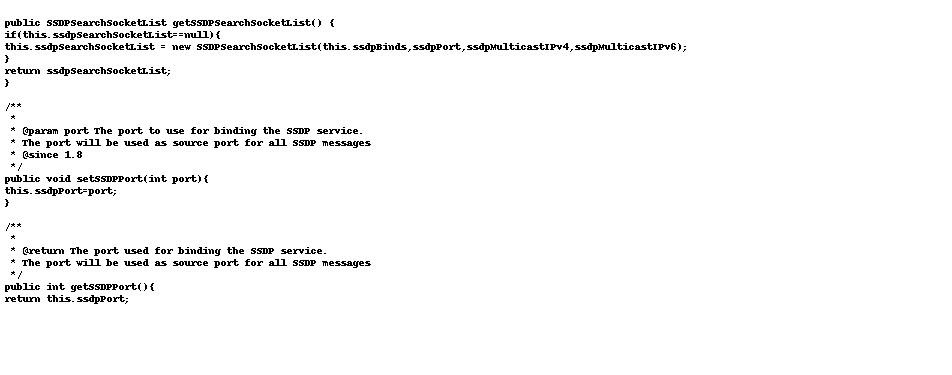 public SSDPSearchSocketList getSSDPSearchSocketList() {
if(this.ssdpSearchSocketList==null){
this.ssdpSearchSocketList = new SSDPSearchSocketList(this.ssdpBinds,ssdpPort,ssdpMulticastIPv4,ssdpMulticastIPv6);
}
return ssdpSearchSocketList;
}

/**
 *
 * @param port The port to use for binding the SSDP service.
 * The port will be used as source port for all SSDP messages
 * @since 1.8
 */
public void setSSDPPort(int port){
this.ssdpPort=port;
}

/**
 *
 * @return The port used for binding the SSDP service.
 * The port will be used as source port for all SSDP messages
 */
public int getSSDPPort(){
return this.ssdpPort;